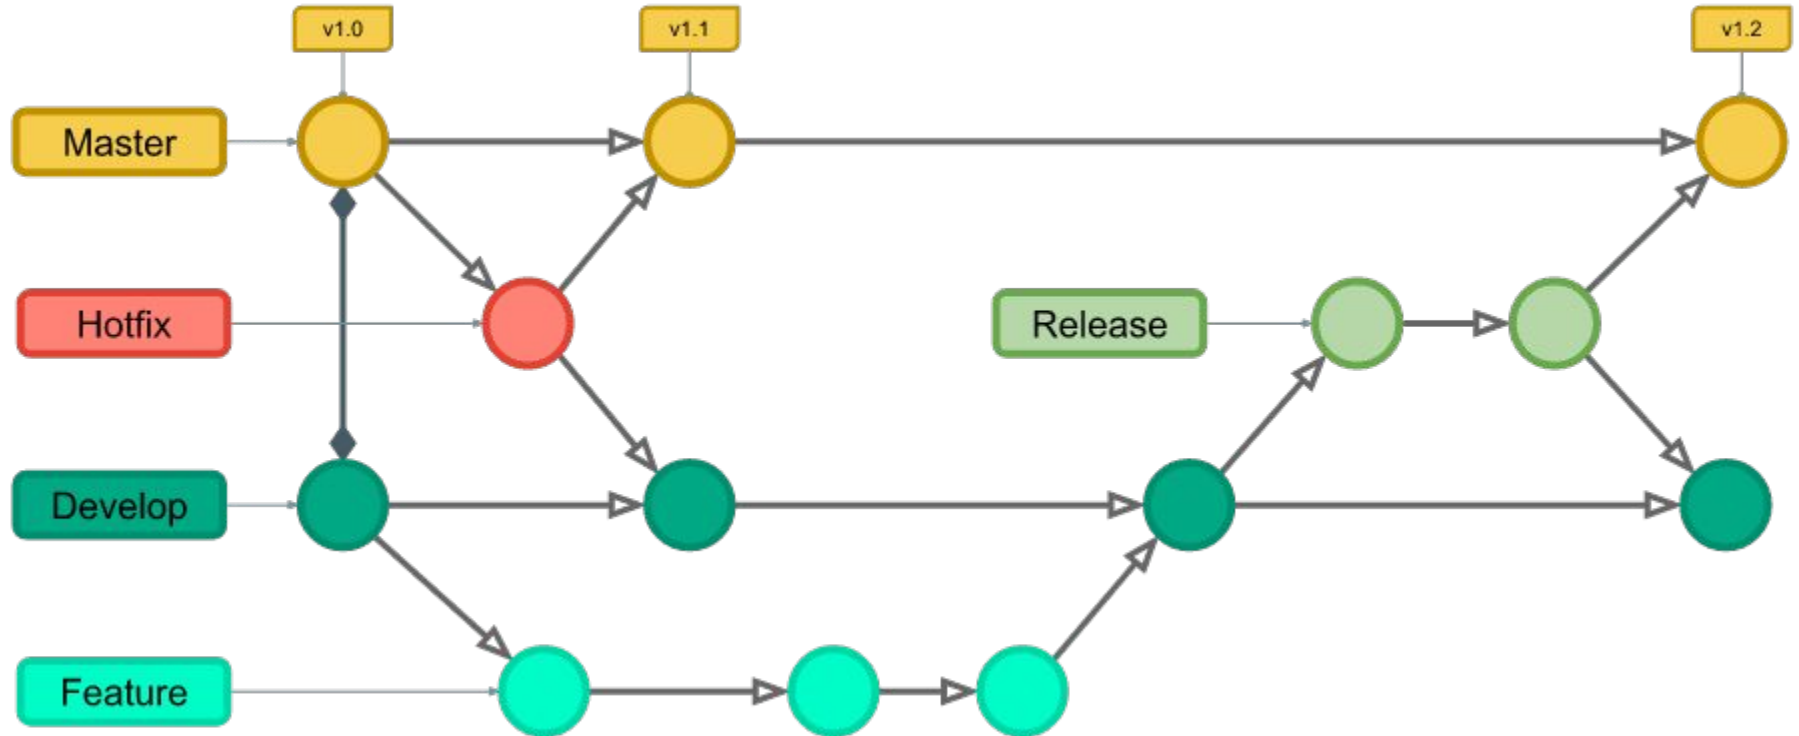 v1.0
v1.1
v1.2
Master
Hotfix
Release
Develop
Feature